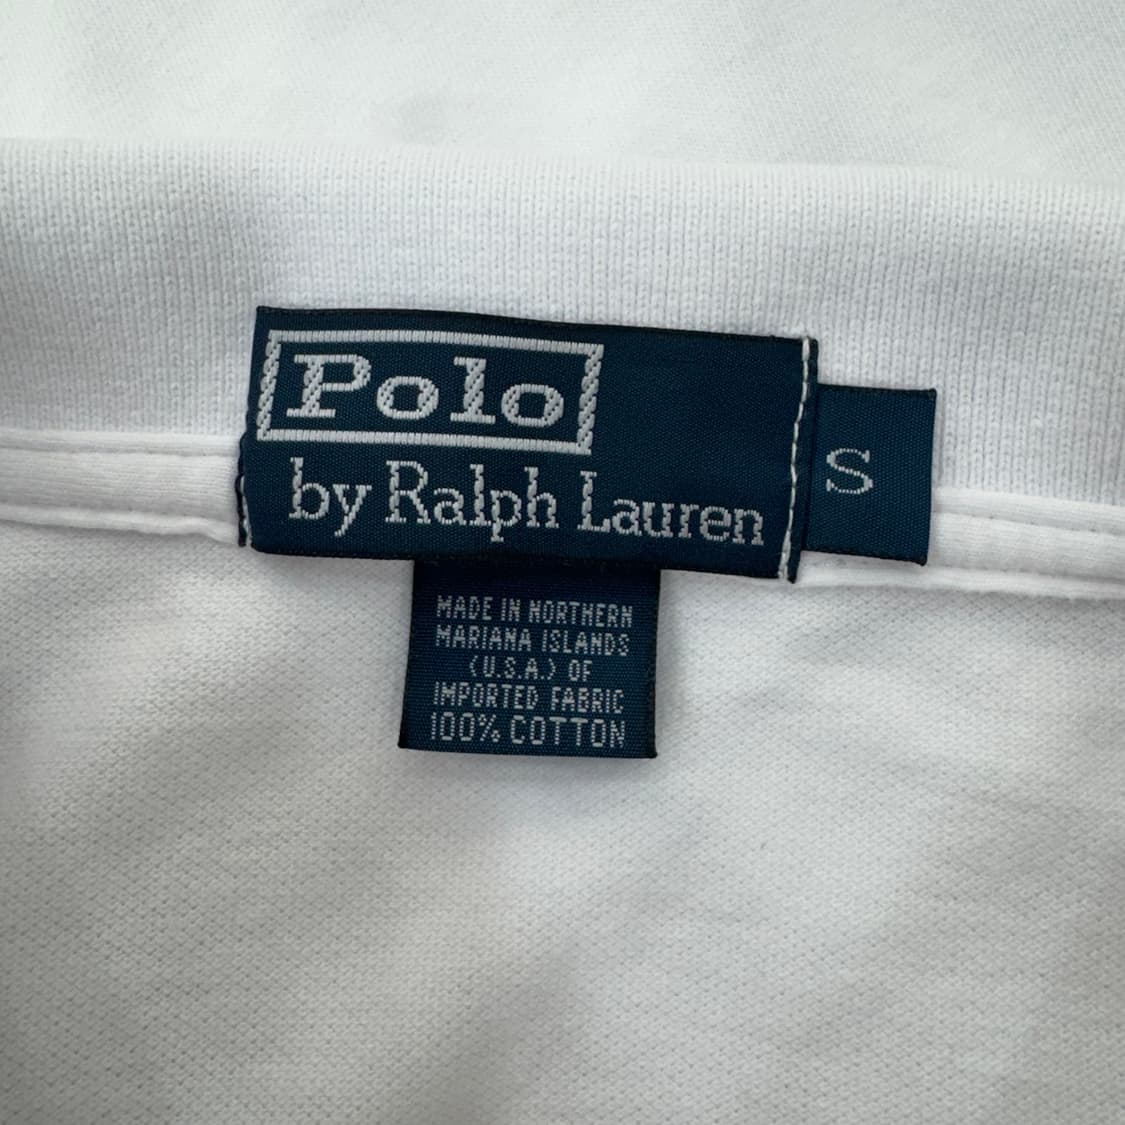 Polo
by Ralph Lauren
S
MADE IN NORTHERN
MARIANA ISLANDS
(U.S.A.) OF
IMPORTED FABRIC
100% COTTON